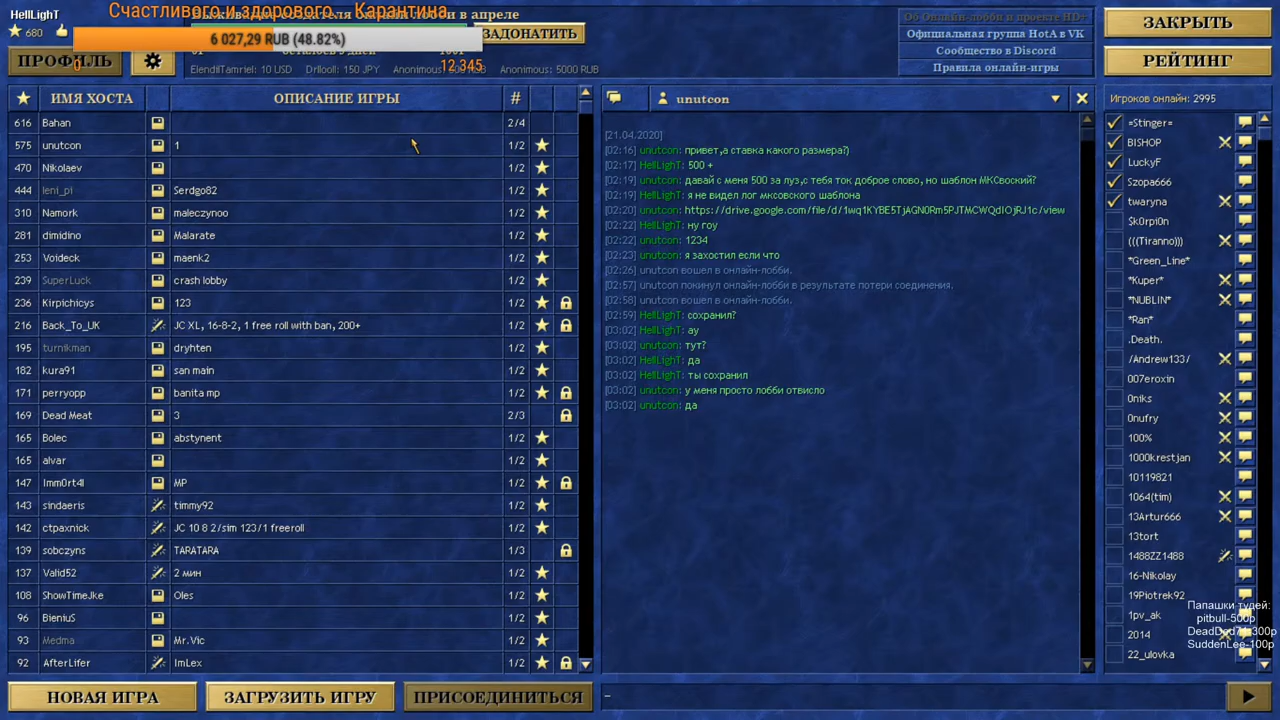 HellLighT
680
ПРОФИЛЬ
Счастливого и здорового... Карантина
6 027,29 RUB (48.82%)
0
12 345
ЗАДОНАТИТЬ
ElendilTamriel: 10 USD Drillooll: 150 JPY Anonymous: RUB Anonymous: 5000 RUB
Об Онлайн-лобби и проекте HD+
Официальная группа HotA в VK
Сообщество в Discord
Правила онлайн-игры
ЗАКРЫТЬ
РЕЙТИНГ
ИМЯ ХОСТА ОПИСАНИЕ ИГРЫ #
616 Bahan 2/4
575 unutcon 1 1/2
470 Nikolaev 1/2
444 leni_pi Serdgo82 1/2
310 Namork maleczynoo 1/2
281 dimidino Malarate 1/2
253 Voideck maenk2 1/2
239 SuperLuck crash lobby 1/2
236 Kirpichicys 123 1/2
216 Back_To_UK JC XL, 16-8-2, 1 free roll with ban, 200+ 1/2
195 turnikman dryhten 1/2
182 kura91 san main 1/2
171 perryopp banita mp 1/2
169 Dead Meat 3 2/3
165 Bolec abstynent 1/2
165 alvar 1/2
147 Imm0rt4l MP 1/2
143 sindaeris timmy92 1/2
142 ctpaxnick JC 10 8 2/sim 123/1 freeroll 1/2
139 sobczyns TARATARA 1/3
137 Valid52 2 мин 1/2
108 ShowTimeJke Oles 1/2
96 BieniuS 1/2
93 Medma Mr.Vic 1/2
92 AfterLifer ImLex 1/2
НОВАЯ ИГРА
ЗАГРУЗИТЬ ИГРУ
ПРИСОЕДИНИТЬСЯ
unutcon
[21.04.2020]
[02:16] unutcon: привет,а ставка какого размера?)
[02:17] HellLighT: 500 +
[02:19] unutcon: давай с меня 500 за луз,с тебя ток доброе слово, но шаблон МКСвоский?
[02:19] HellLighT: я не видел лог мксовского шаблона
[02:20] unutcon: https://drive.google.com/file/d/1wq1KYBE5TjAGN0Rm5PJTMCWQdIOjRJ1c/view
[02:22] HellLighT: ну гоу
[02:22] unutcon: 1234
[02:23] unutcon: я захостил если что
[02:26] unutcon вошел в онлайн-лобби.
[02:57] unutcon покинул онлайн-лобби в результате потери соединения.
[02:58] unutcon вошел в онлайн-лобби.
[02:59] HellLighT: сохранил?
[03:02] HellLighT: ау
[03:02] unutcon: тут?
[03:02] HellLighT: да
[03:02] HellLighT: ты сохранил
[03:02] unutcon: у меня просто лобби отвисло
[03:02] unutcon: да
Игроков онлайн: 2995
=Stinger=
BISHOP
LuckyF
Szopa666
twaryna
$k0rpi0n
(((Tiranno)))
*Green_Line*
*Kuper*
*NUBLIN*
*Ran*
.Death.
/Andrew133/
007eroxin
0niks
0nufry
100%
1000krestjan
10119821
1064(tim)
13Artur666
13tort
1488ZZ1488
16-Nikolay
19Piotrek92
1pv_ak
2014
22_ulovka
Папашки тудей:
pitbull-500р
300р
SuddenLee-100р